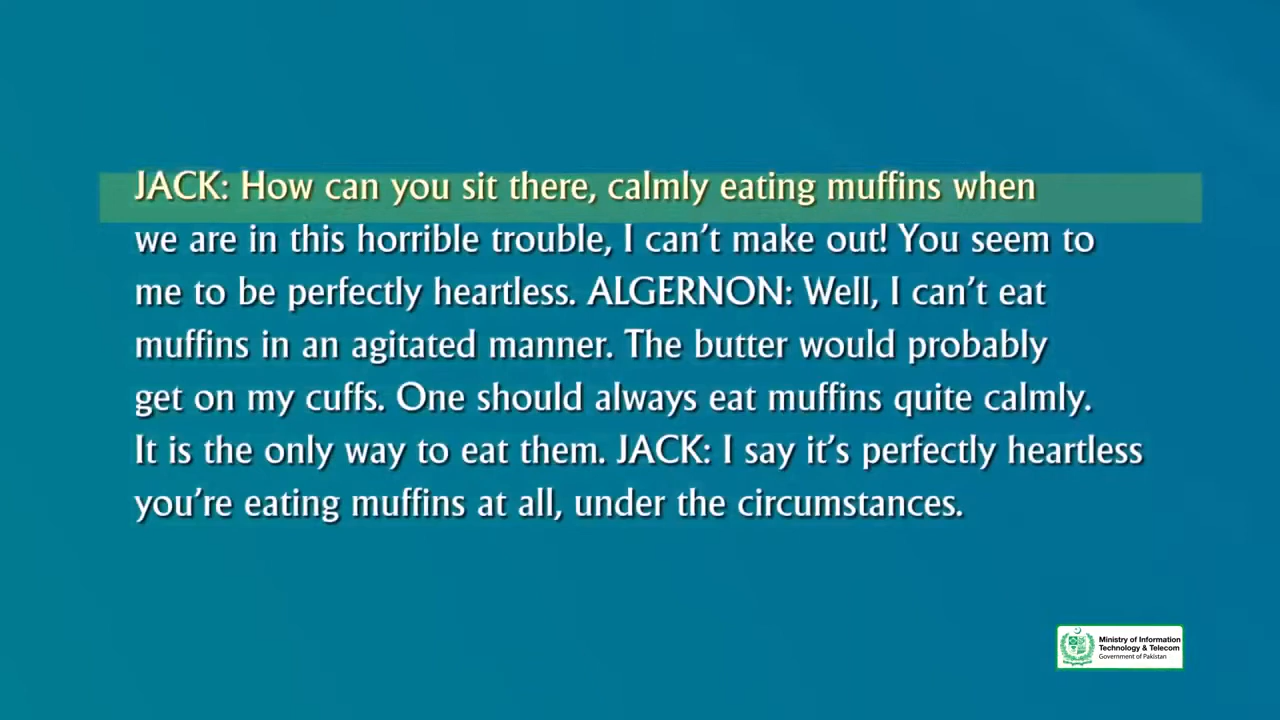 JACK: How can you sit there, calmly eating muffins when
we are in this horrible trouble, I can’t make out! You seem to
me to be perfectly heartless. ALGERNON: Well, I can’t eat
muffins in an agitated manner. The butter would probably
get on my cuffs. One should always eat muffins quite calmly.
It is the only way to eat them. JACK: I say it’s perfectly heartless
you’re eating muffins at all, under the circumstances.
Ministry of Information
Technology & Telecom
Government of Pakistan